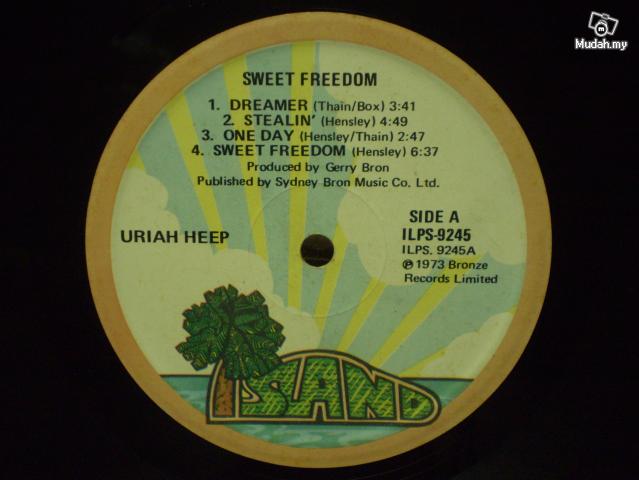 Mudah.my
SWEET FREEDOM
1. DREAMER (Thain/Box) 3:41
2. STEALIN' (Hensley) 4:49
3. ONE DAY (Hensley/Thain) 2:47
4. SWEET FREEDOM (Hensley) 6:37
Produced by Gerry Bron
Published by Sydney Bron Music Co. Ltd.
URIAH HEEP
SIDE A
ILPS-9245
ILPS. 9245A
℗ 1973 Bronze
Records Limited
ISLAND